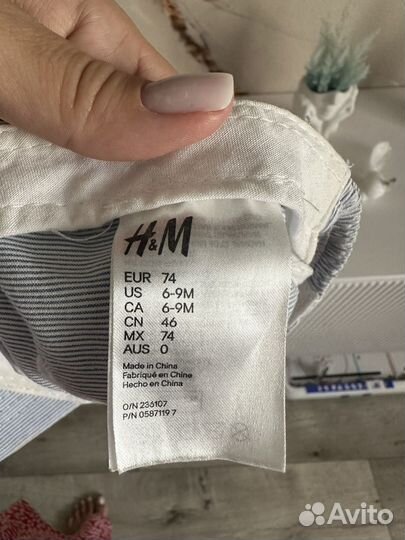 H&M
EUR 74
US 6-9M
CA 6-9M
CN 46
MX 74
AUS 0
Made in China
Fabriqué en Chine
Hecho en China
O/N 236107
P/N 0587119 7
Avito